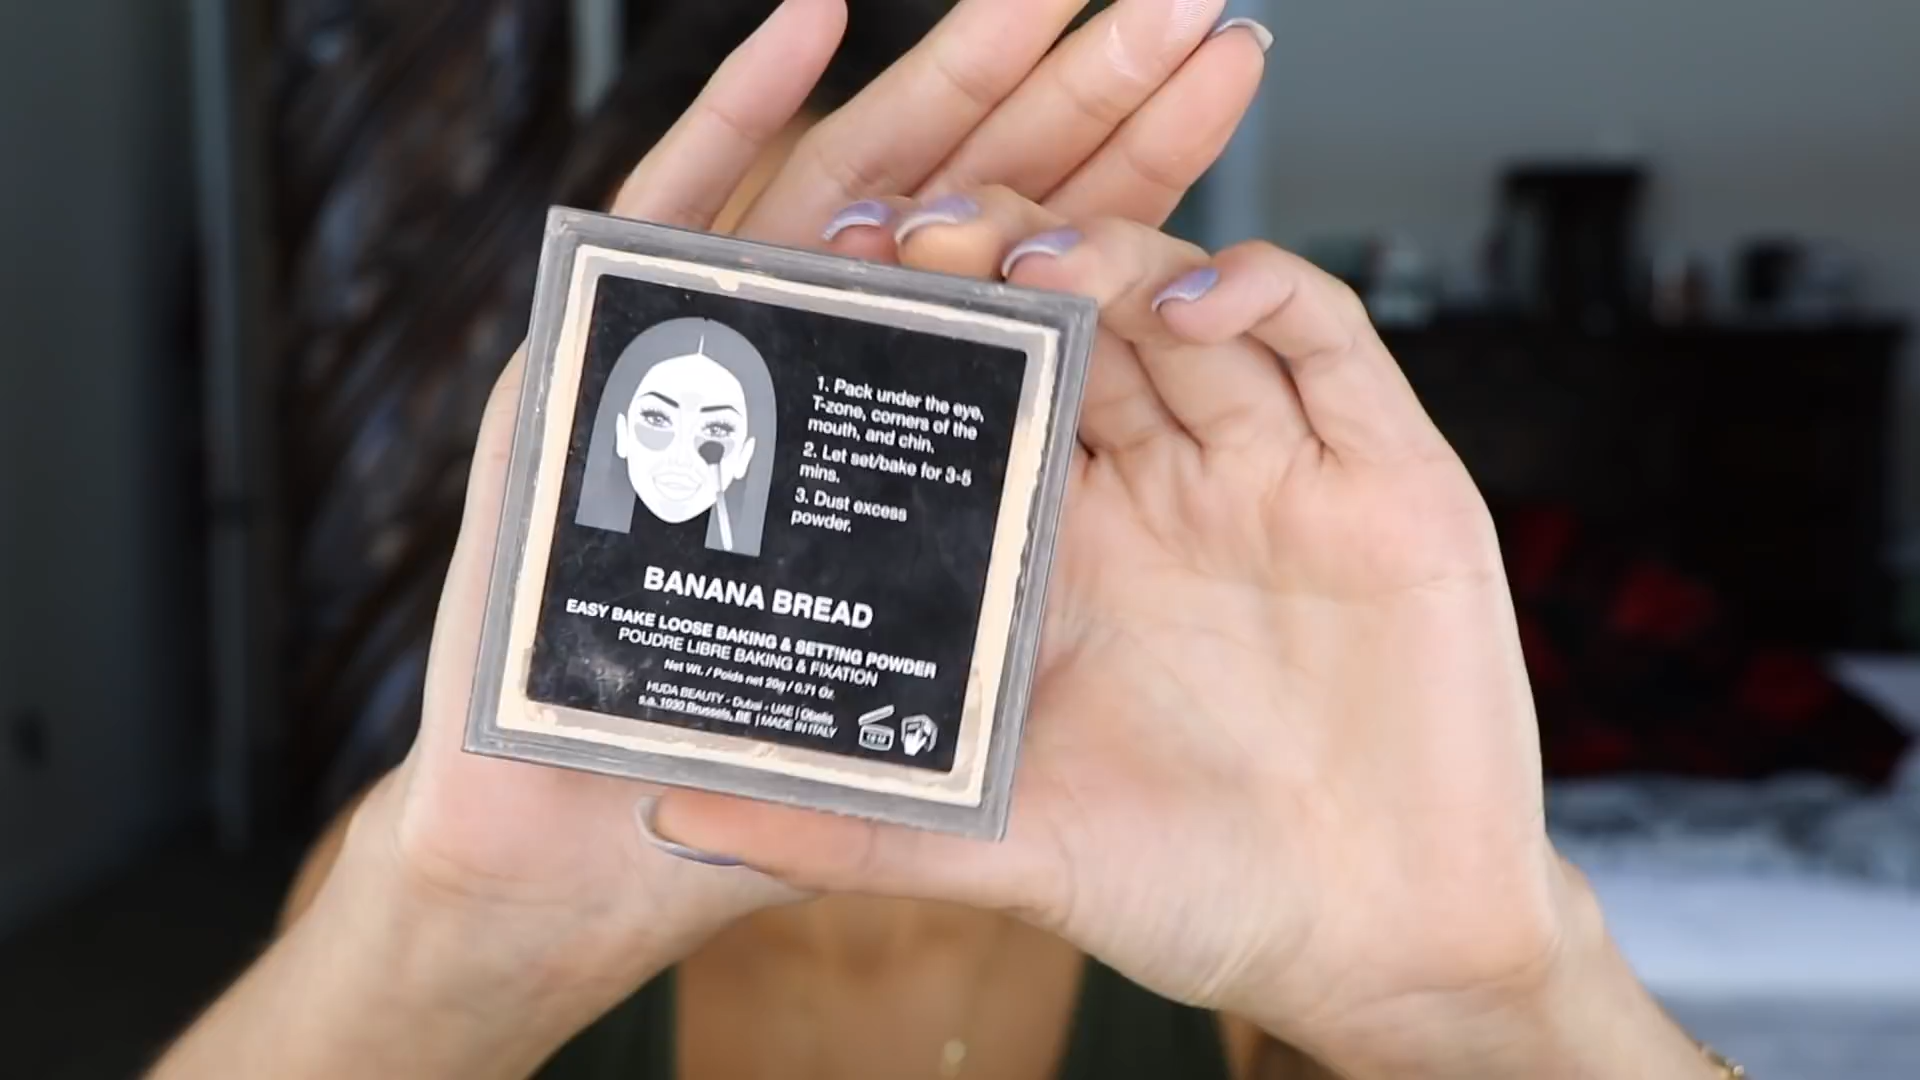 1. Pack under the eye,
T-zone, corners of the
mouth, and chin.
2. Let set/bake for 3-5
mins.
3. Dust excess
powder.
BANANA BREAD
EASY BAKE LOOSE BAKING & SETTING POWDER
POUDRE LIBRE BAKING & FIXATION
Net Wt. / Poids net 20g / 0.71 Oz.
HUDA BEAUTY - Dubai - UAE | Obelis
s.a. 1030 Brussels, BE | MADE IN ITALY